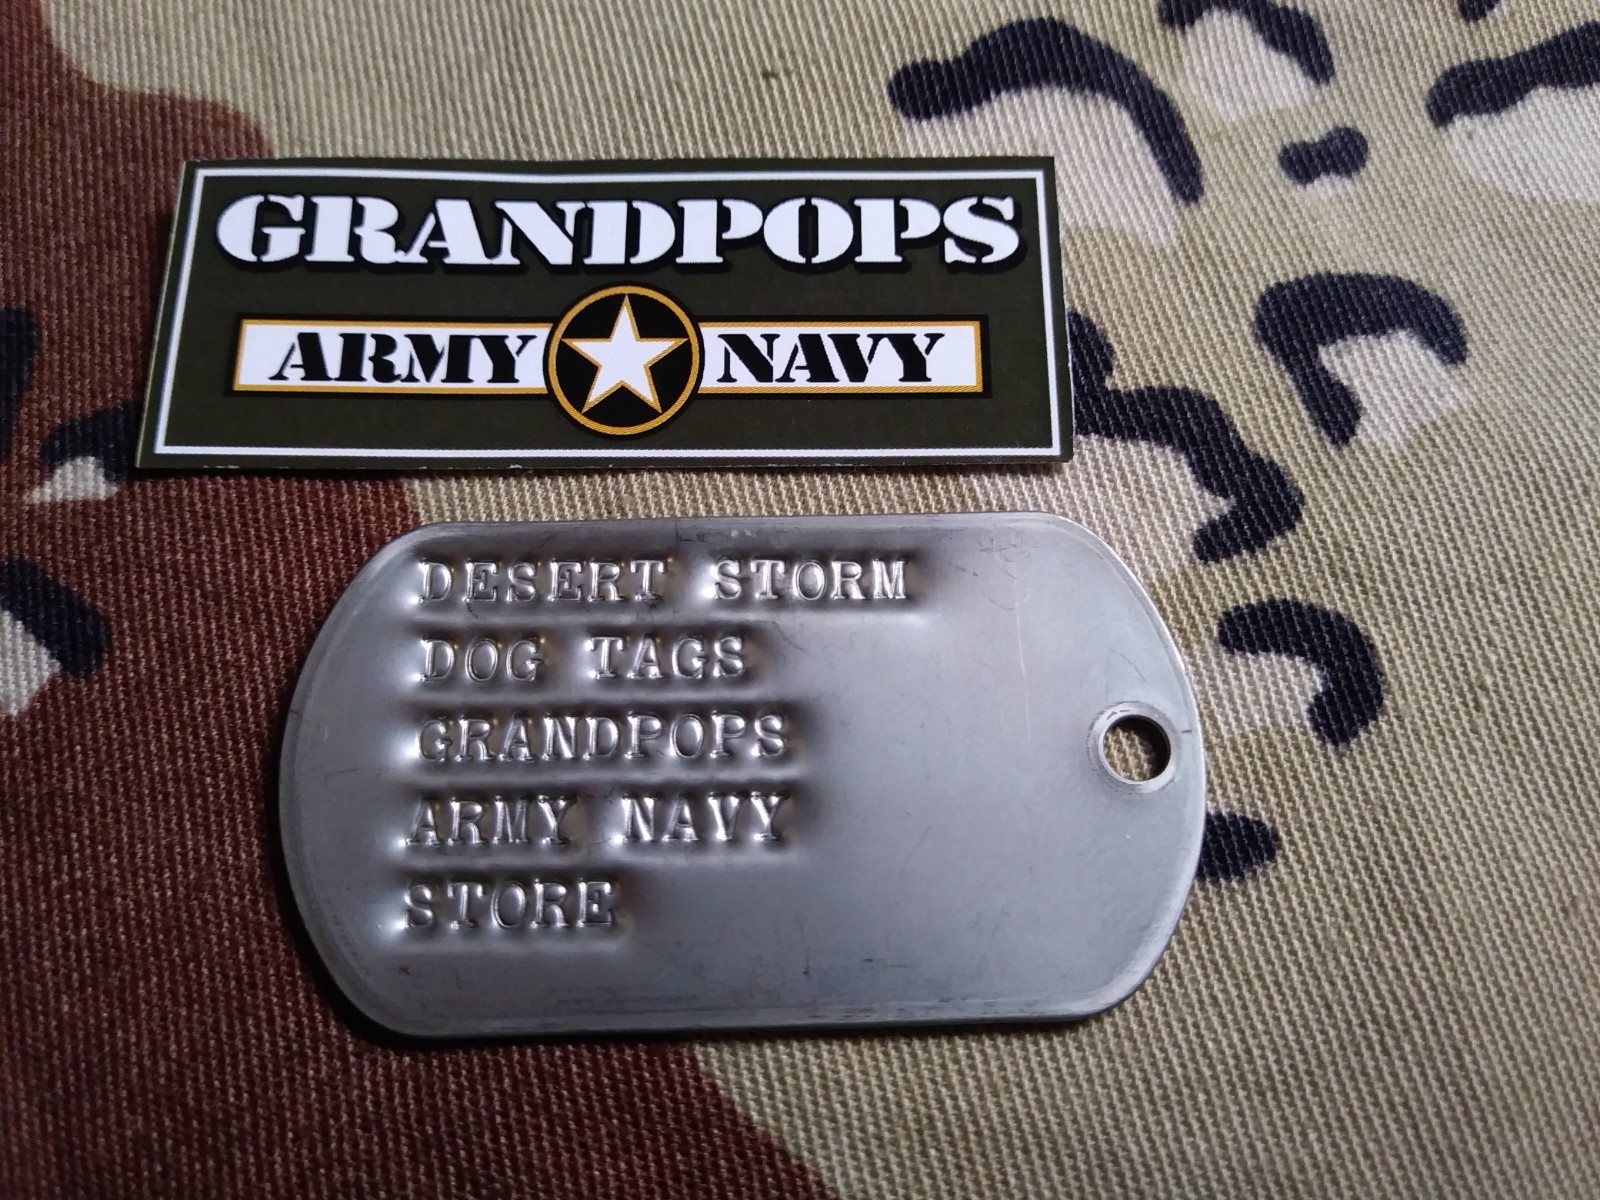 GRANDPOPS
ARMY NAVY
DESERT STORM
DOG TAGS
GRANDPOPS
ARMY NAVY
STORE